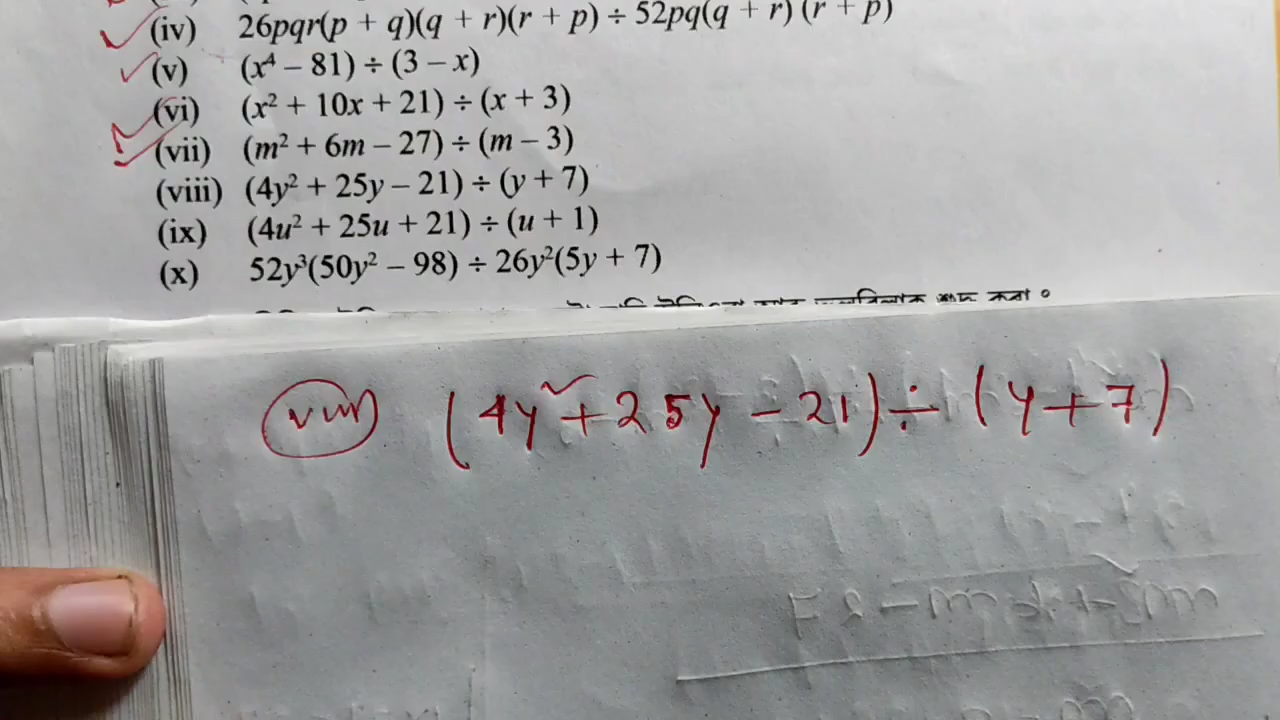 (iv) 26pqr(p + q)(q + r)(r + p) ÷ 52pq(q + r) (r + p)
(v) (x⁴ – 81) ÷ (3 – x)
(vi) (x² + 10x + 21) ÷ (x + 3)
(vii) (m² + 6m – 27) ÷ (m – 3)
(viii) (4y² + 25y – 21) ÷ (y + 7)
(ix) (4u² + 25u + 21) ÷ (u + 1)
(x) 52y³(50y² – 98) ÷ 26y²(5y + 7)
(viii) (4y² + 25y – 21) ÷ (y + 7)